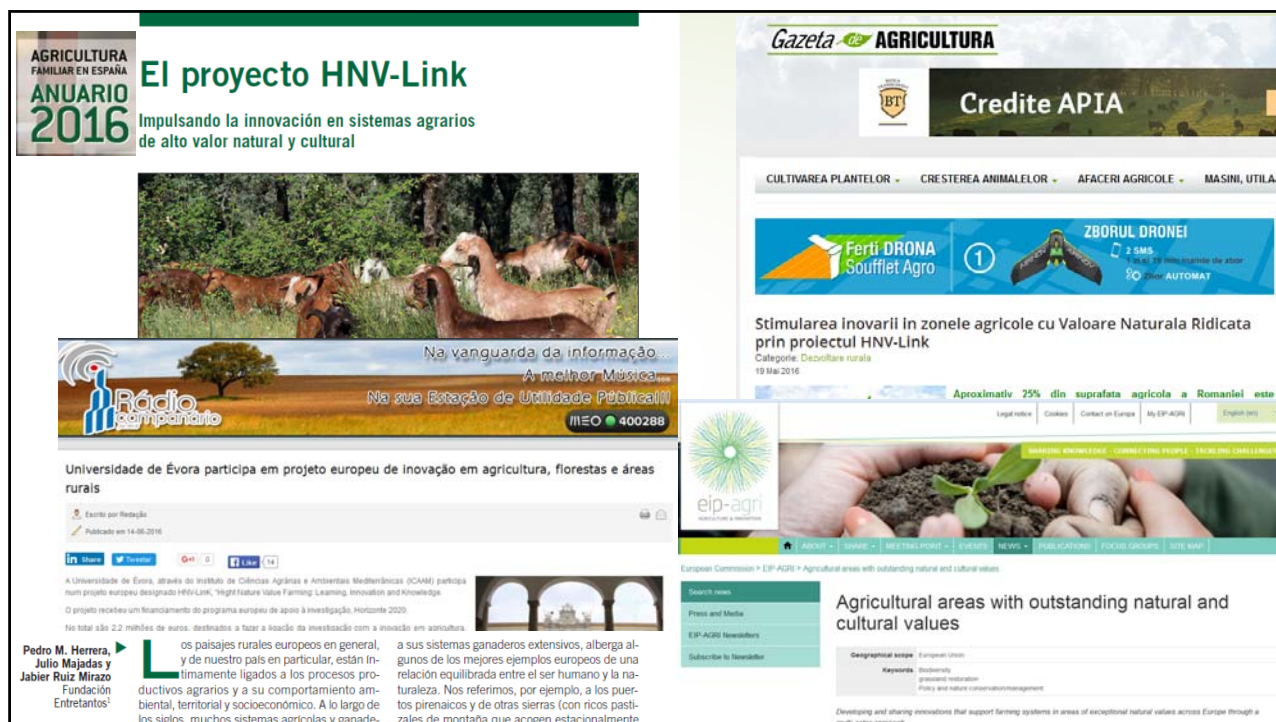 AGRICULTURA
FAMILIAR EN ESPAÑA
ANUARIO
2016
El proyecto HNV-Link
Impulsando la innovación en sistemas agrarios
de alto valor natural y cultural
Na vanguarda da informação...
A melhor Música...
Na sua Estação de Utilidade Pública!!!
Rádio
campanário
MEO 400288
Universidade de Évora participa em projeto europeu de inovação em agricultura, florestas e áreas
rurais
Escrito por Redação
Publicado em 14-06-2016
in Share Tweetar G+1 0 Like 14
A Universidade de Évora, através do Instituto de Ciências Agrárias e Ambientais Mediterrânicas (ICAAM) participa
num projeto europeu designado HNV-LinK, "Hight Nature Value Farming: Learning, Innovation and Knowledge.
O projeto recebeu um financiamento do programa europeu de apoio à investigação, Horizonte 2020.
No total são 2,2 milhões de euros, destinados a fazer a ligação da investigação com a inovação em agricultura,
Pedro M. Herrera,
Julio Majadas y
Jabier Ruiz Mirazo
Fundación
Entretantos1
Los paisajes rurales europeos en general,
y de nuestro país en particular, están ín-
timamente ligados a los procesos pro-
ductivos agrarios y a su comportamiento am-
biental, territorial y socioeconómico. A lo largo de
los siglos, muchos sistemas agrícolas y ganade-
a sus sistemas ganaderos extensivos, alberga al-
gunos de los mejores ejemplos europeos de una
relación equilibrada entre el ser humano y la na-
turaleza. Nos referimos, por ejemplo, a los puer-
tos pirenaicos y de otras sierras (con ricos pasti-
zales de montaña que acogen estacionalmente
Gazeta de AGRICULTURA
BT
Credite APIA
CULTIVAREA PLANTELOR CRESTEREA ANIMALELOR AFACERI AGRICOLE MASINI, UTILA
Ferti DRONA
Soufflet Agro
1
ZBORUL DRONEI
2 SMS
Zbor AUTOMAT
Stimularea inovarii in zonele agricole cu Valoare Naturala Ridicata
prin proiectul HNV-Link
Categorie: Dezvoltare rurala
19 Mai 2016
Aproximativ 25% din suprafata agricola a Romaniei este
Legal notice Cookies Contact on Europa My EIP-AGRI English (en)
SHARING KNOWLEDGE - CONNECTING PEOPLE - TACKLING CHALLENGES
eip-agri
AGRICULTURE & INNOVATION
ABOUT SHARE MEETING POINT EVENTS NEWS PUBLICATIONS FOCUS GROUPS SITE MAP
European Commission > EIP-AGRI > Agricultural areas with outstanding natural and cultural values
Search news
Press and Media
EIP-AGRI Newsletters
Subscribe to Newsletter
Agricultural areas with outstanding natural and
cultural values
Geographical scope European Union
Keywords Biodiversity
grassland restoration
Policy and nature conservation/management
Developing and sharing innovations that support farming systems in areas of exceptional natural values across Europe through a